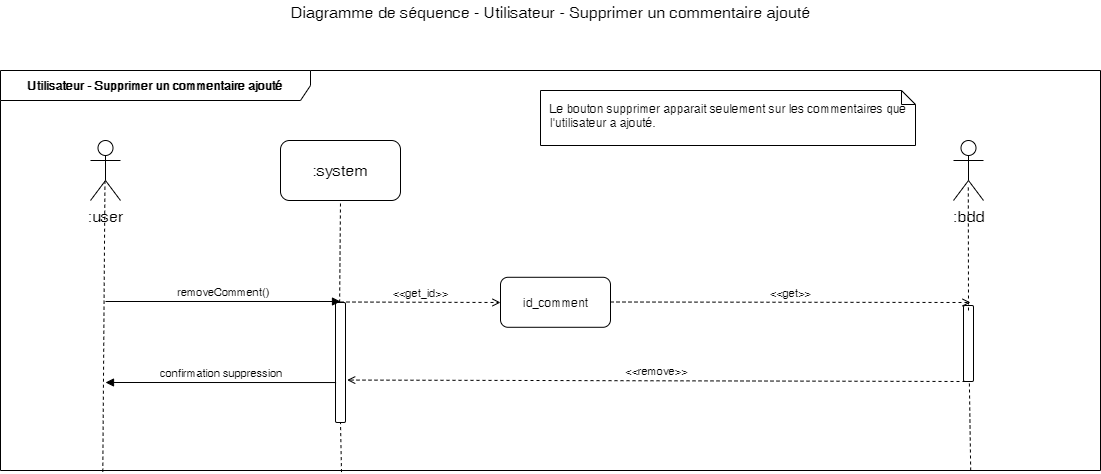 Diagramme de séquence - Utilisateur - Supprimer un commentaire ajouté
Utilisateur - Supprimer un commentaire ajouté
Le bouton supprimer apparait seulement sur les commentaires que
l'utilisateur a ajouté.
:system
:user
:bdd
removeComment()
<<get_id>>
id_comment
<<get>>
confirmation suppression
<<remove>>